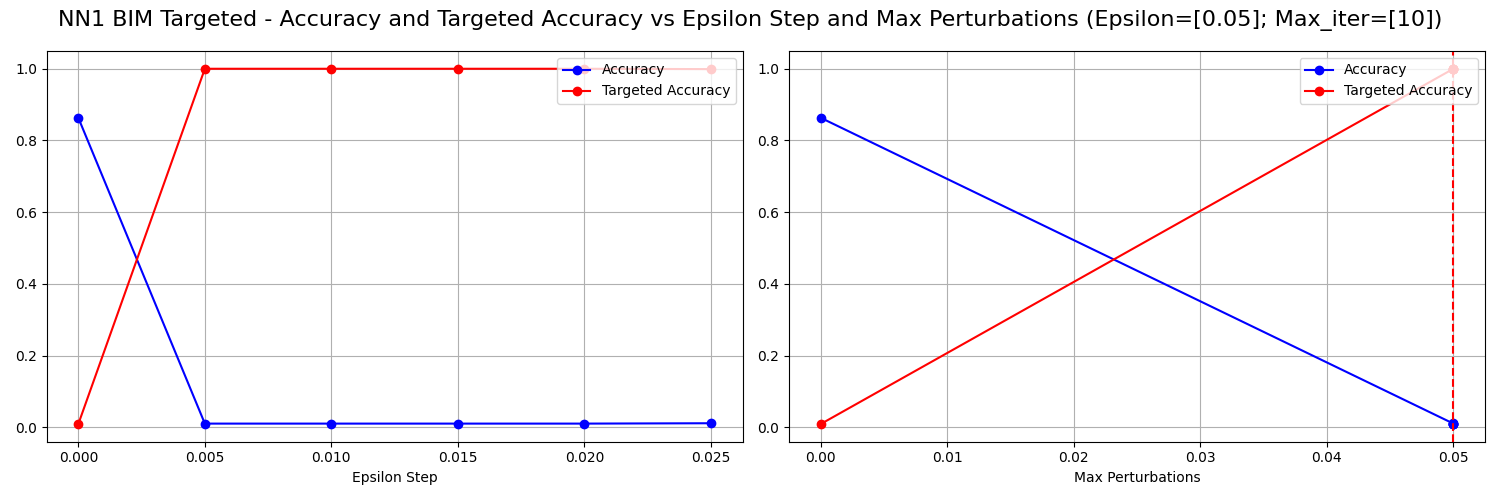 NN1 BIM Targeted - Accuracy and Targeted Accuracy vs Epsilon Step and Max Perturbations (Epsilon=[0.05]; Max_iter=[10])
1.0
0.8
0.6
0.4
0.2
0.0
0.000 0.005 0.010 0.015 0.020 0.025
Epsilon Step
Accuracy
Targeted Accuracy
1.0
0.8
0.6
0.4
0.2
0.0
0.00 0.01 0.02 0.03 0.04 0.05
Max Perturbations
Accuracy
Targeted Accuracy